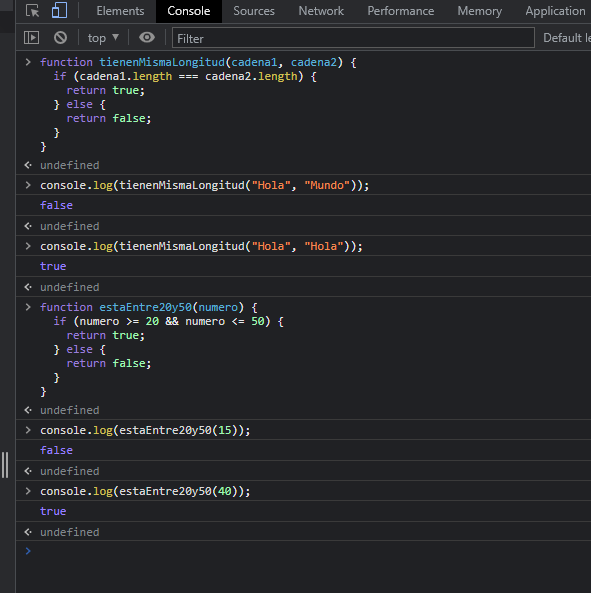 Elements Console Sources Network Performance Memory Application
top ▼ Filter Default le
> function tienenMismaLongitud(cadena1, cadena2) {
if (cadena1.length === cadena2.length) {
return true;
} else {
return false;
}
}
<· undefined
> console.log(tienenMismaLongitud("Hola", "Mundo"));
false
<· undefined
> console.log(tienenMismaLongitud("Hola", "Hola"));
true
<· undefined
> function estaEntre20y50(numero) {
if (numero >= 20 && numero <= 50) {
return true;
} else {
return false;
}
}
<· undefined
> console.log(estaEntre20y50(15));
false
<· undefined
> console.log(estaEntre20y50(40));
true
<· undefined
>